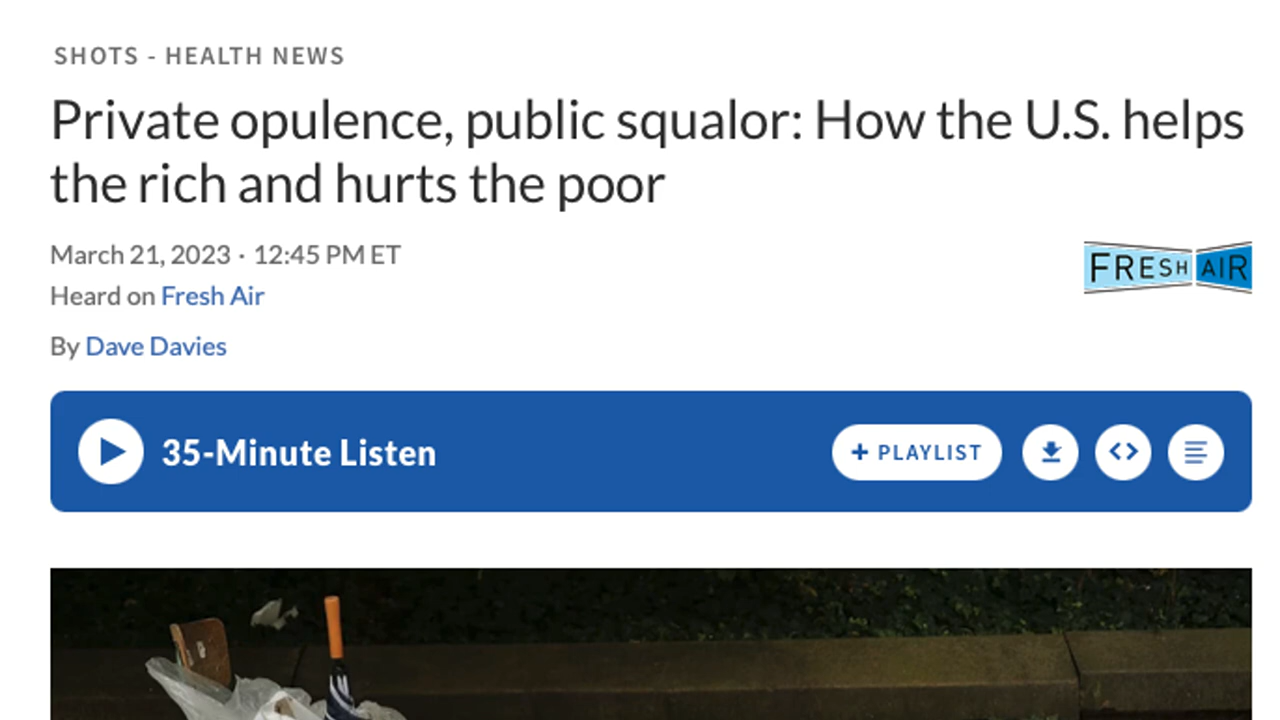 SHOTS - HEALTH NEWS
Private opulence, public squalor: How the U.S. helps
the rich and hurts the poor
March 21, 2023 · 12:45 PM ET
Heard on Fresh Air
FRESH AIR
By Dave Davies
35-Minute Listen
+ PLAYLIST